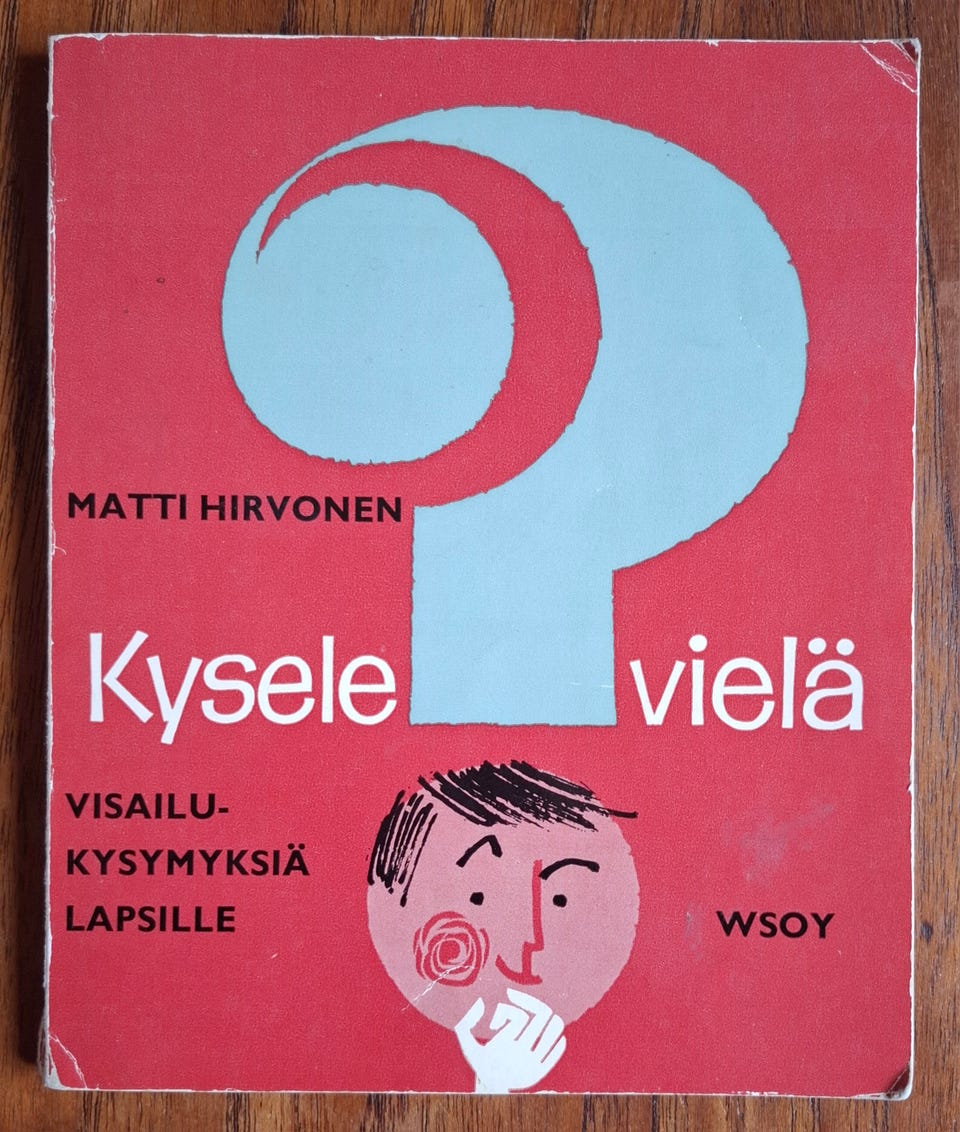 MATTI HIRVONEN
Kysele vielä
VISAILU-
KYSYMYKSIÄ
LAPSILLE
WSOY